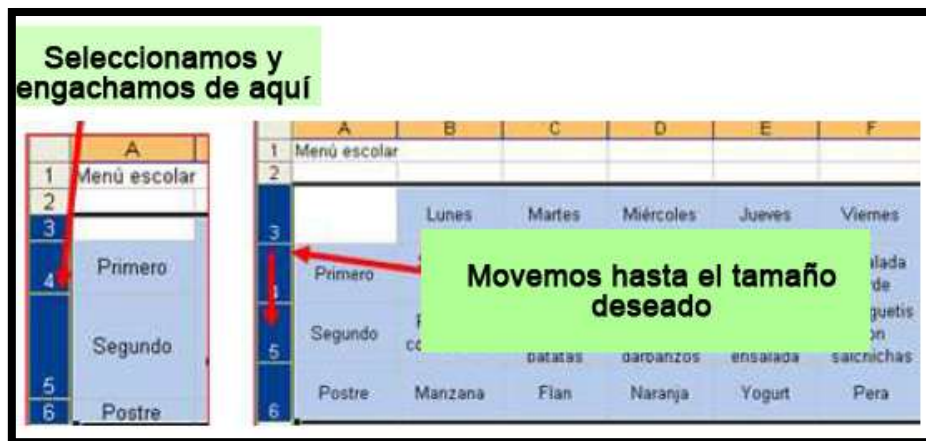 Seleccionamos y
engachamos de aquí
A
1 Menú escolar
2
3
4 Primero
Segundo
5
6 Postre
A B C D E F
1 Menú escolar
2
Lunes Martes Miércoles Jueves Viernes
3
Primero
4
Movemos hasta el tamaño
deseado
Segundo
5
patatas garbanzos ensalada salchichas
Postre Manzana Flan Naranja Yogurt Pera
6